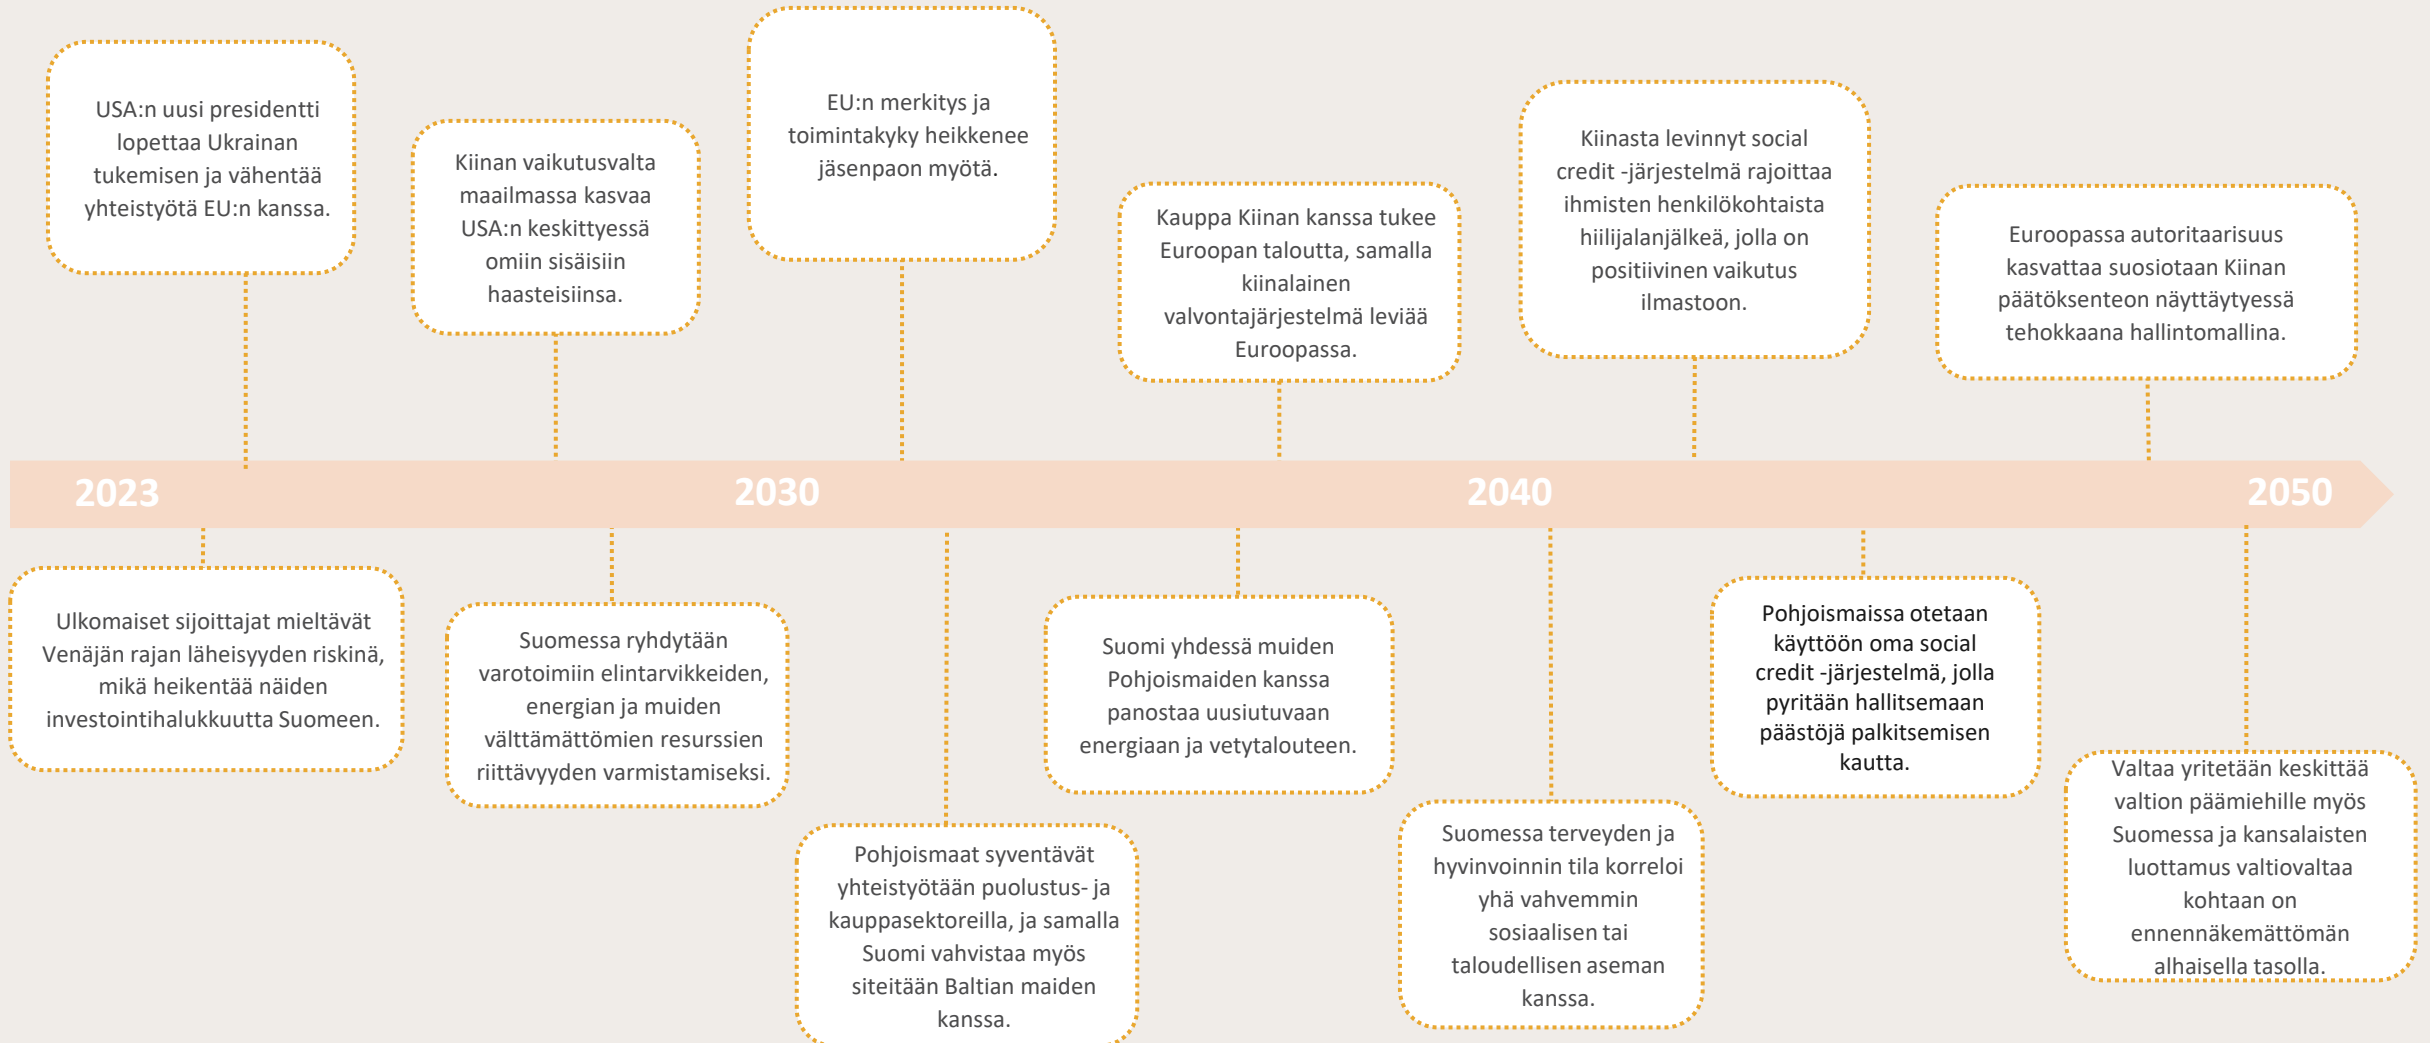 USA:n uusi presidentti
lopettaa Ukrainan
tukemisen ja vähentää
yhteistyötä EU:n kanssa.
Kiinan vaikutusvalta
maailmassa kasvaa
USA:n keskittyessä
omiin sisäisiin
haasteisiinsa.
EU:n merkitys ja
toimintakyky heikkenee
jäsenpaon myötä.
Kauppa Kiinan kanssa tukee
Euroopan taloutta, samalla
kiinalainen
valvontajärjestelmä leviää
Euroopassa.
Kiinasta levinnyt social
credit -järjestelmä rajoittaa
ihmisten henkilökohtaista
hiilijalanjälkeä, jolla on
positiivinen vaikutus
ilmastoon.
Euroopassa autoritaarisuus
kasvattaa suosiotaan Kiinan
päätöksenteon näyttäytyessä
tehokkaana hallintomallina.
2023
2030
2040
2050
Ulkomaiset sijoittajat mieltävät
Venäjän rajan läheisyyden riskinä,
mikä heikentää näiden
investointihalukkuutta Suomeen.
Suomessa ryhdytään
varotoimiin elintarvikkeiden,
energian ja muiden
välttämättömien resurssien
riittävyyden varmistamiseksi.
Pohjoismaat syventävät
yhteistyötään puolustus- ja
kauppasektoreilla, ja samalla
Suomi vahvistaa myös
siteitään Baltian maiden
kanssa.
Suomi yhdessä muiden
Pohjoismaiden kanssa
panostaa uusiutuvaan
energiaan ja vetytalouteen.
Suomessa terveyden ja
hyvinvoinnin tila korreloi
yhä vahvemmin
sosiaalisen tai
taloudellisen aseman
kanssa.
Pohjoismaissa otetaan
käyttöön oma social
credit -järjestelmä, jolla
pyritään hallitsemaan
päästöjä palkitsemisen
kautta.
Valtaa yritetään keskittää
valtion päämiehille myös
Suomessa ja kansalaisten
luottamus valtiovaltaa
kohtaan on
ennennäkemättömän
alhaisella tasolla.